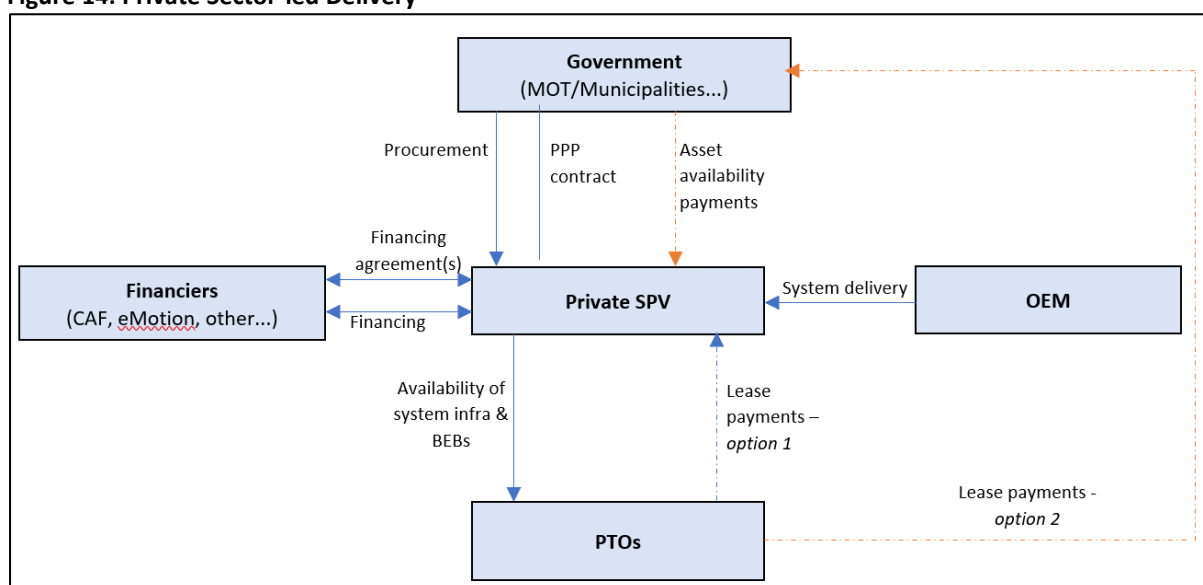 Figure 14: Private Sector-led Delivery
Government
(MOT/Municipalities...)
Procurement
PPP
contract
Asset
availability
payments
Financing
agreement(s)
Financiers
(CAF, eMotion, other...)
Financing
Private SPV
System delivery
OEM
Availability of
system infra &
BEBs
Lease
payments –
option 1
PTOs
Lease payments -
option 2